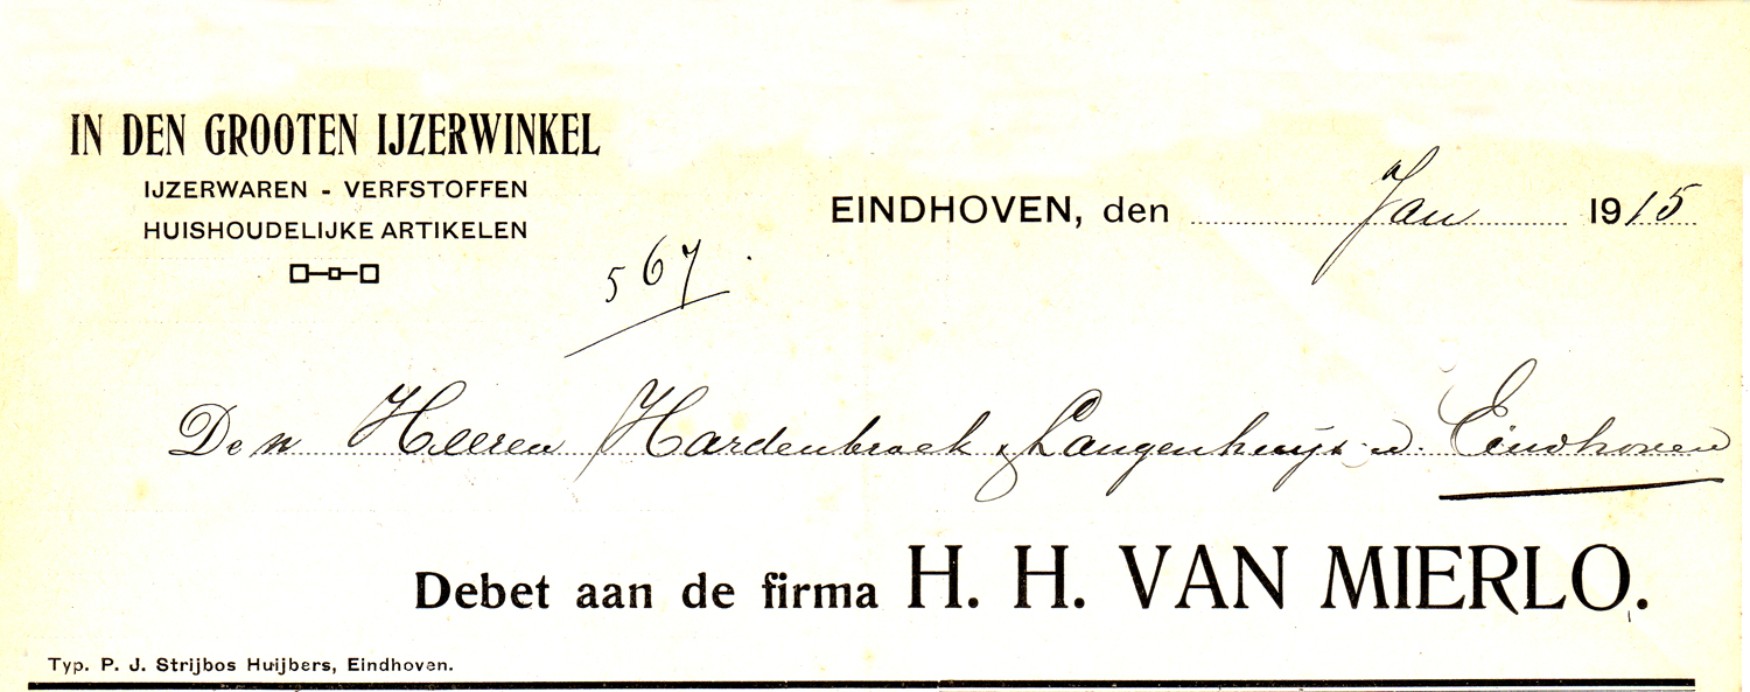 IN DEN GROOTEN IJZERWINKEL
IJZERWAREN - VERFSTOFFEN
HUISHOUDELIJKE ARTIKELEN
EINDHOVEN, den Jan 1915
567
Den Heeren Hardenbroek & Langenhuijs Eindhoven
Debet aan de firma H. H. VAN MIERLO.
Typ. P. J. Strijbos Huijbers, Eindhoven.